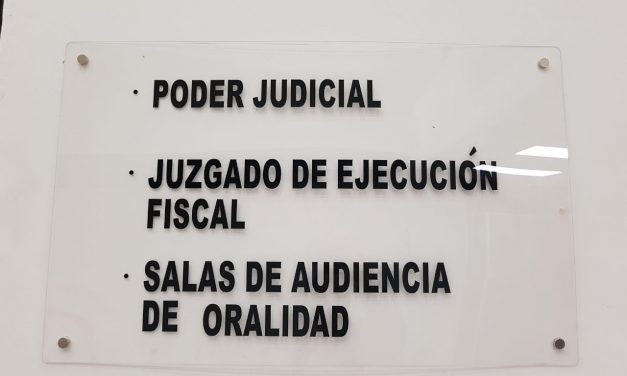 · PODER JUDICIAL
· JUZGADO DE EJECUCIÓN
FISCAL
· SALAS DE AUDIENCIA
DE ORALIDAD